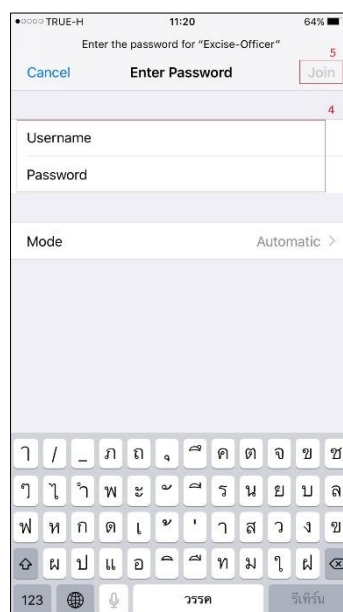 TRUE-H 11:20 64%
Enter the password for “Excise-Officer”
5
Cancel Enter Password Join
4
Username
Password
Mode Automatic >
ๅ / _ ภ ถ ุ ึ ค ต จ ข ช
ๆ ไ ำ พ ะ ั ี ร น ย บ ล
ฟ ห ก ด เ ้ ่ า ส ว ง ฃ
ผ ป แ อ ิ ื ท ม ใ ฝ
123 วรรค รีเทิร์น